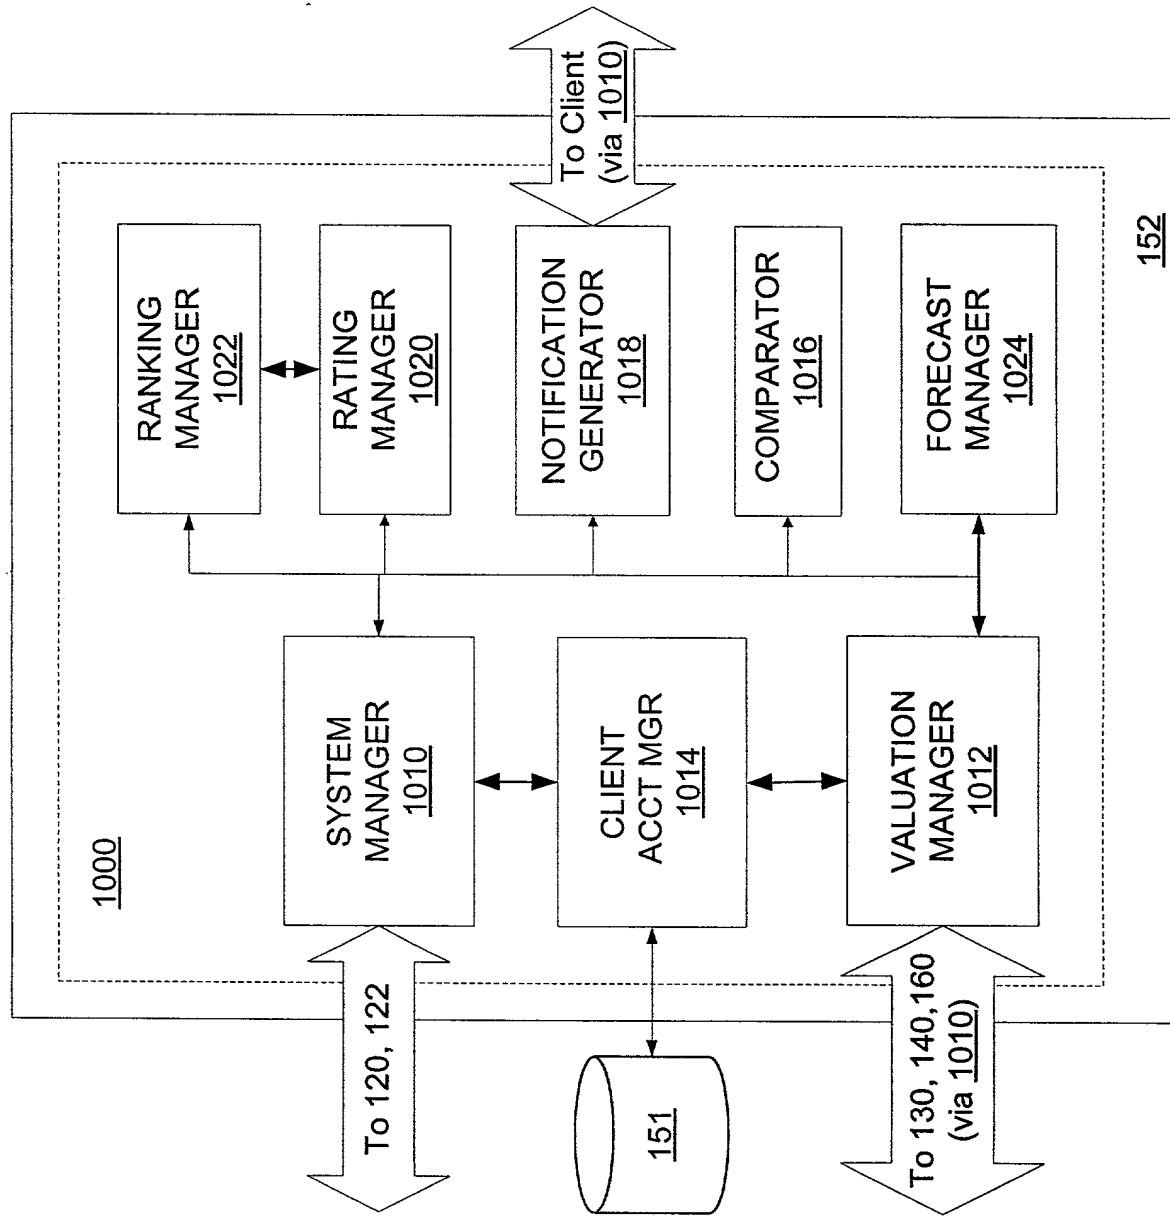 1000
152
To 120, 122
SYSTEM
MANAGER
1010
RANKING
MANAGER
1022
RATING
MANAGER
1020
151
CLIENT
ACCT MGR
1014
NOTIFICATION
GENERATOR
1018
To Client
(via 1010)
COMPARATOR
1016
To 130, 140,160
(via 1010)
VALUATION
MANAGER
1012
FORECAST
MANAGER
1024